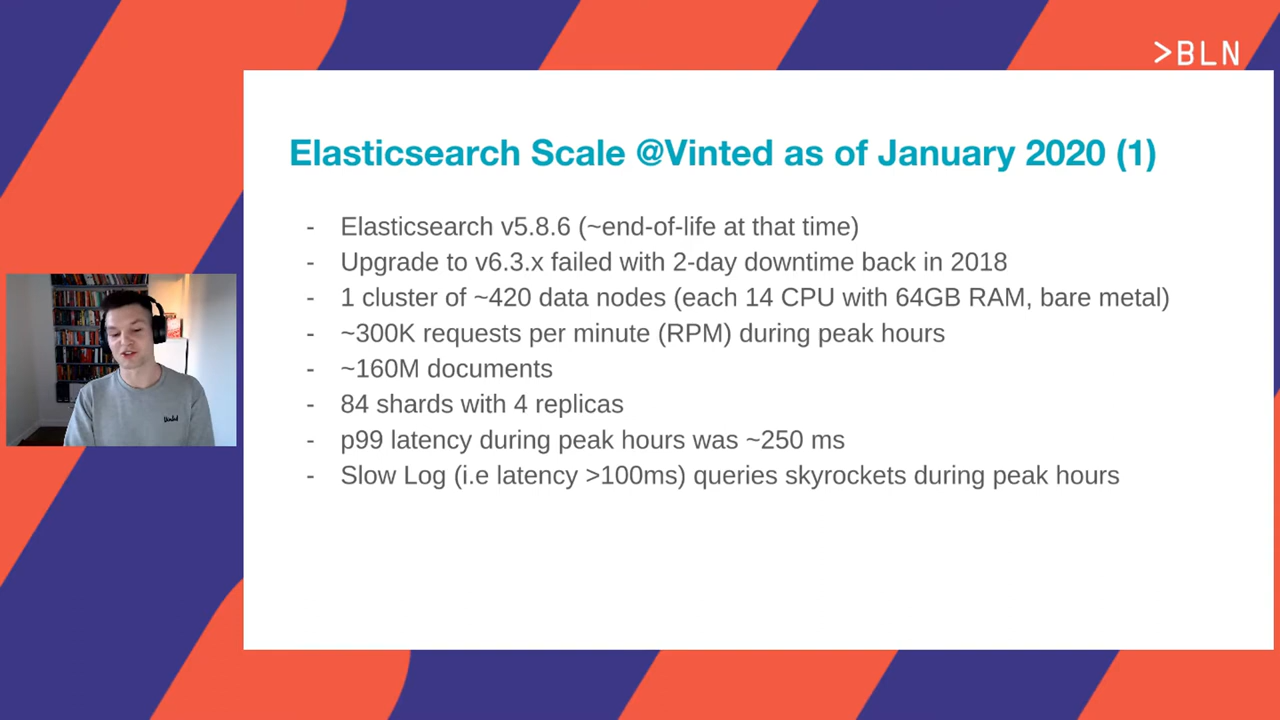 >BLN
Elasticsearch Scale @Vinted as of January 2020 (1)
- Elasticsearch v5.8.6 (~end-of-life at that time)
- Upgrade to v6.3.x failed with 2-day downtime back in 2018
- 1 cluster of ~420 data nodes (each 14 CPU with 64GB RAM, bare metal)
- ~300K requests per minute (RPM) during peak hours
- ~160M documents
- 84 shards with 4 replicas
- p99 latency during peak hours was ~250 ms
- Slow Log (i.e latency >100ms) queries skyrockets during peak hours
Vinted